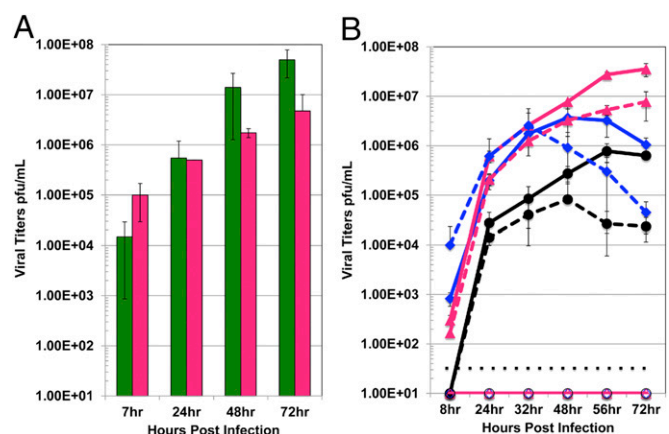 A
Viral Titers pfu/mL
1.00E+08
1.00E+07
1.00E+06
1.00E+05
1.00E+04
1.00E+03
1.00E+02
1.00E+01
7hr 24hr 48hr 72hr
Hours Post Infection
B
Viral Titers pfu/mL
1.00E+08
1.00E+07
1.00E+06
1.00E+05
1.00E+04
1.00E+03
1.00E+02
1.00E+01
8hr 24hr 32hr 48hr 56hr 72hr
Hours Post Infection